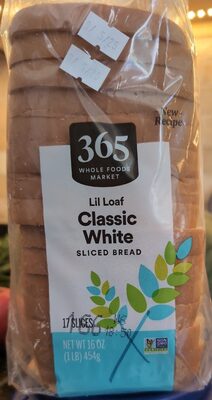 New
Recipe
365
WHOLE FOODS
MARKET
Lil Loaf
Classic
White
SLICED BREAD
17 SLICES
NET WT 16 OZ
(1 LB) 454g